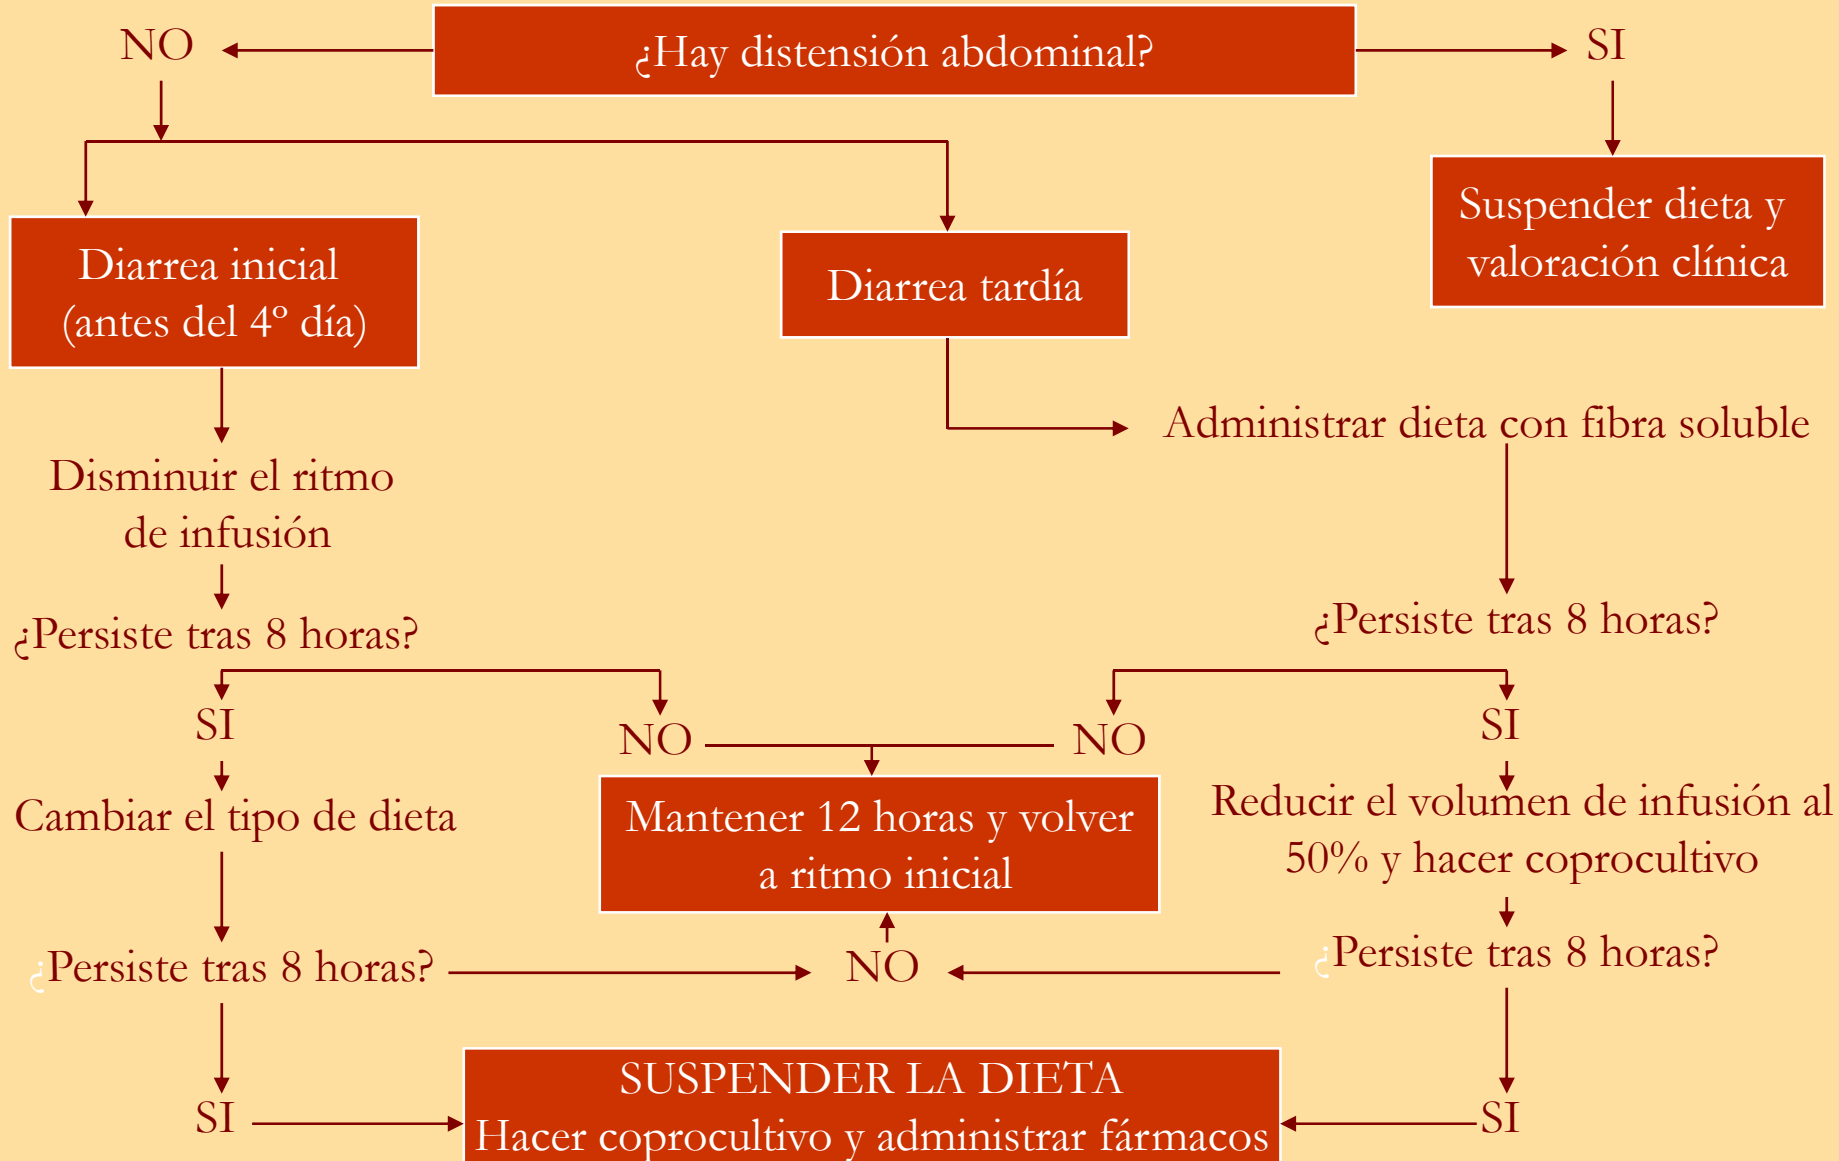 NO
¿Hay distensión abdominal?
SI
Suspender dieta y
valoración clínica
Diarrea inicial
(antes del 4º día)
Diarrea tardía
Administrar dieta con fibra soluble
Disminuir el ritmo
de infusión
¿Persiste tras 8 horas?
¿Persiste tras 8 horas?
SI
NO
NO
SI
Cambiar el tipo de dieta
Mantener 12 horas y volver
a ritmo inicial
Reducir el volumen de infusión al
50% y hacer coprocultivo
¿Persiste tras 8 horas?
NO
¿Persiste tras 8 horas?
SI
SUSPENDER LA DIETA
Hacer coprocultivo y administrar fármacos
SI